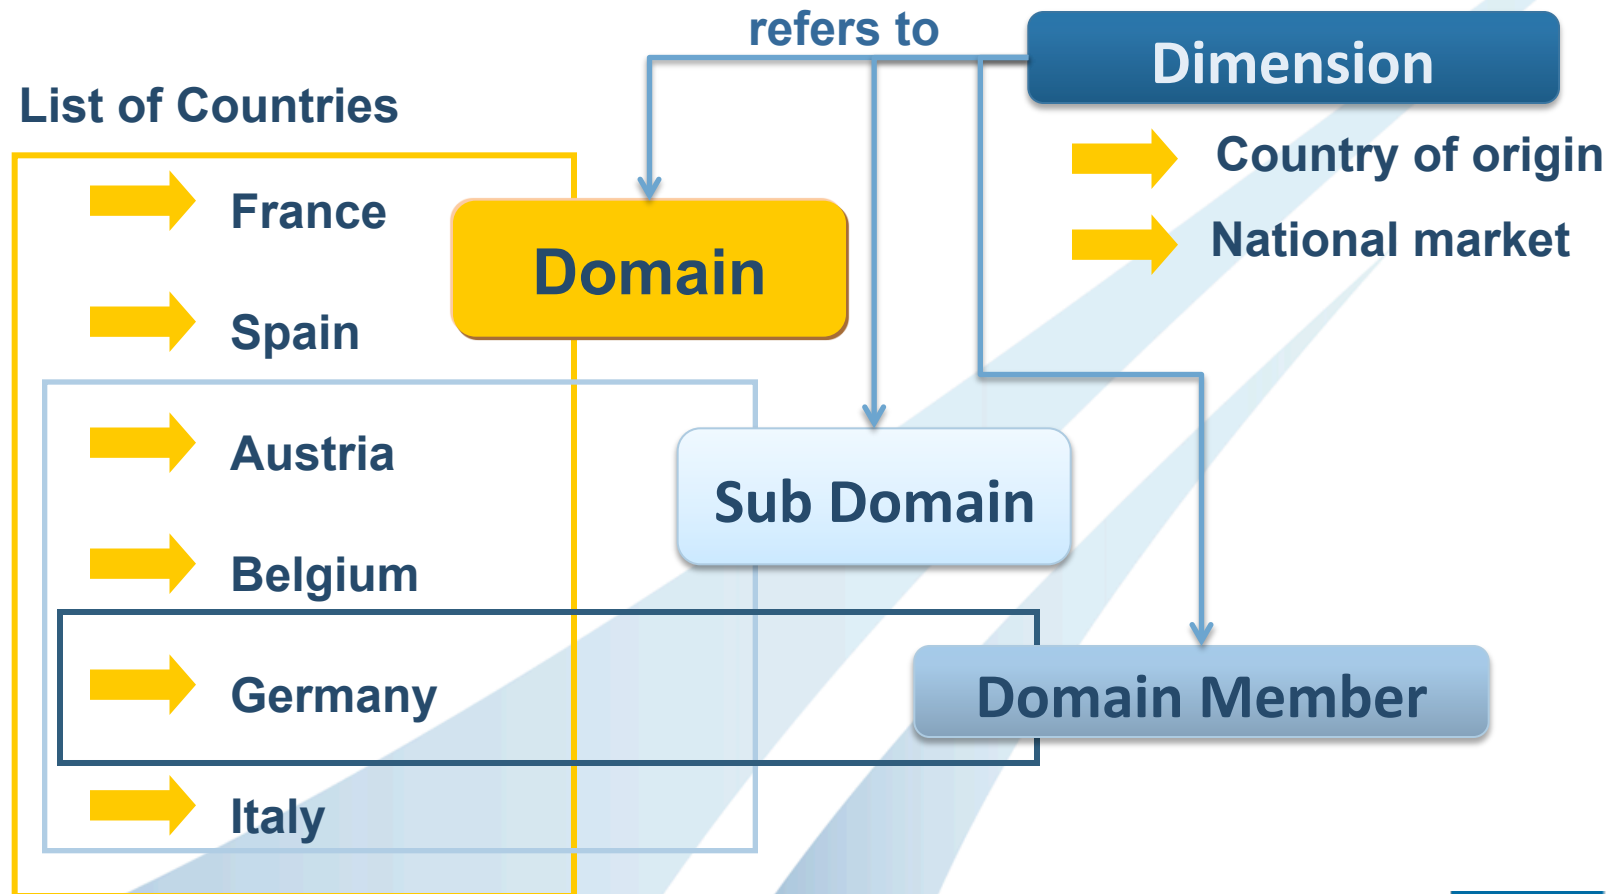 refers to
Dimension
List of Countries
Country of origin
France
National market
Domain
Spain
Austria
Sub Domain
Belgium
Germany
Domain Member
Italy